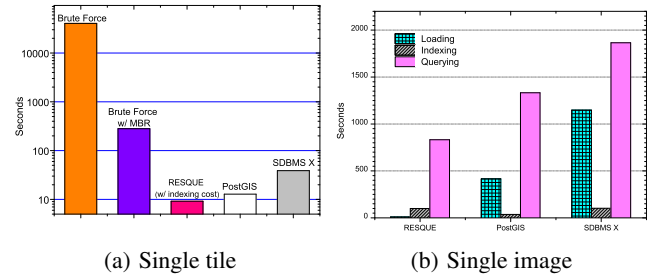 Brute Force
10000
1000
100
10
Seconds
Brute Force
w/ MBR
RESQUE
(w/ indexing cost)
PostGIS
SDBMS X
(a) Single tile
2000
1500
1000
500
0
Seconds
Loading
Indexing
Querying
RESQUE
PostGIS
SDBMS X
(b) Single image